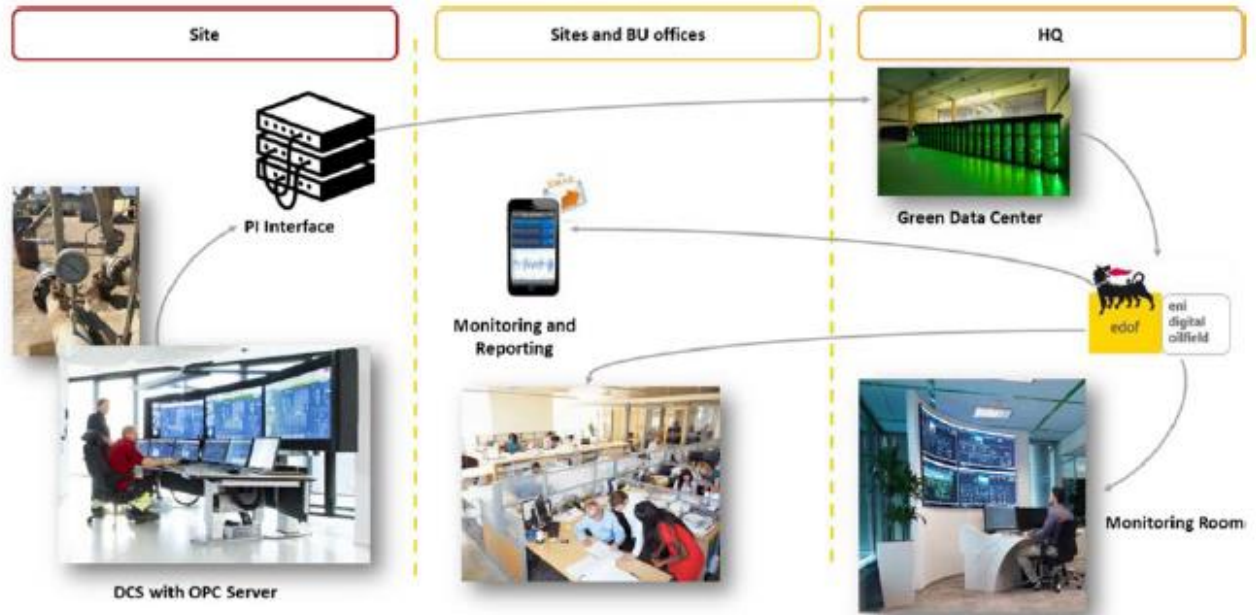 Site
Sites and BU offices
HQ
PI Interface
EMAIL
Green Data Center
Monitoring and
Reporting
edof
eni
digital
oilfield
Monitoring Room
DCS with OPC Server